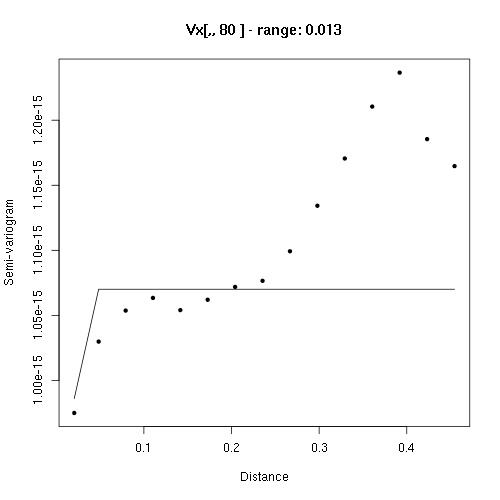 Vx[,, 80 ] - range: 0.013
Semi-variogram
1.20e-15
1.15e-15
1.10e-15
1.05e-15
1.00e-15
0.1 0.2 0.3 0.4
Distance